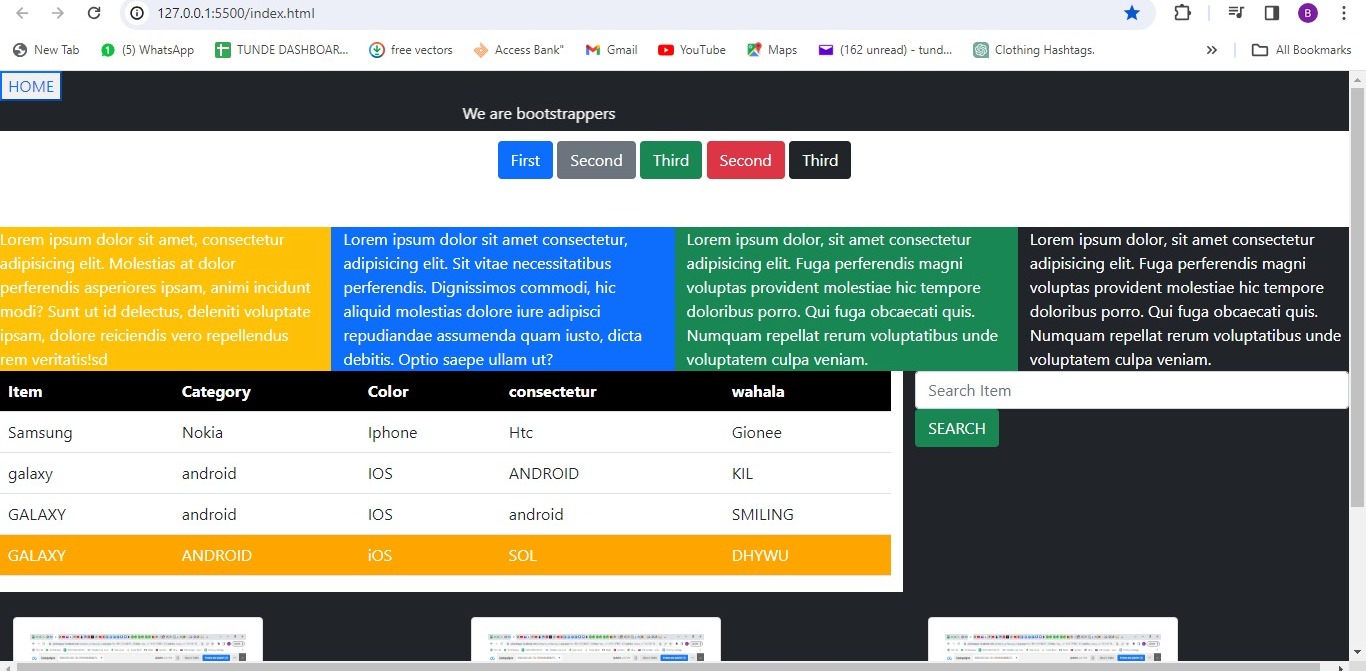 127.0.0.1:5500/index.html
B
New Tab
1 (5) WhatsApp
TUNDE DASHBOAR...
free vectors
Access Bank"
Gmail
YouTube
Maps
(162 unread) - tund...
Clothing Hashtags.
»
All Bookmarks
HOME
We are bootstrappers
First Second Third Second Third
Lorem ipsum dolor sit amet, consectetur
adipisicing elit. Molestias at dolor
perferendis asperiores ipsam, animi incidunt
modi? Sunt ut id delectus, deleniti voluptate
ipsam, dolore reiciendis vero repellendus
rem veritatis!sd
Lorem ipsum dolor sit amet consectetur,
adipisicing elit. Sit vitae necessitatibus
perferendis. Dignissimos commodi, hic
aliquid molestias dolore iure adipisci
repudiandae assumenda quam iusto, dicta
debitis. Optio saepe ullam ut?
Lorem ipsum dolor, sit amet consectetur
adipisicing elit. Fuga perferendis magni
voluptas provident molestiae hic tempore
doloribus porro. Qui fuga obcaecati quis.
Numquam repellat rerum voluptatibus unde
voluptatem culpa veniam.
Lorem ipsum dolor, sit amet consectetur
adipisicing elit. Fuga perferendis magni
voluptas provident molestiae hic tempore
doloribus porro. Qui fuga obcaecati quis.
Numquam repellat rerum voluptatibus unde
voluptatem culpa veniam.
Item Category Color consectetur wahala
Samsung Nokia Iphone Htc Gionee
galaxy android IOS ANDROID KIL
GALAXY android IOS android SMILING
GALAXY ANDROID iOS SOL DHYWU
Search Item
SEARCH